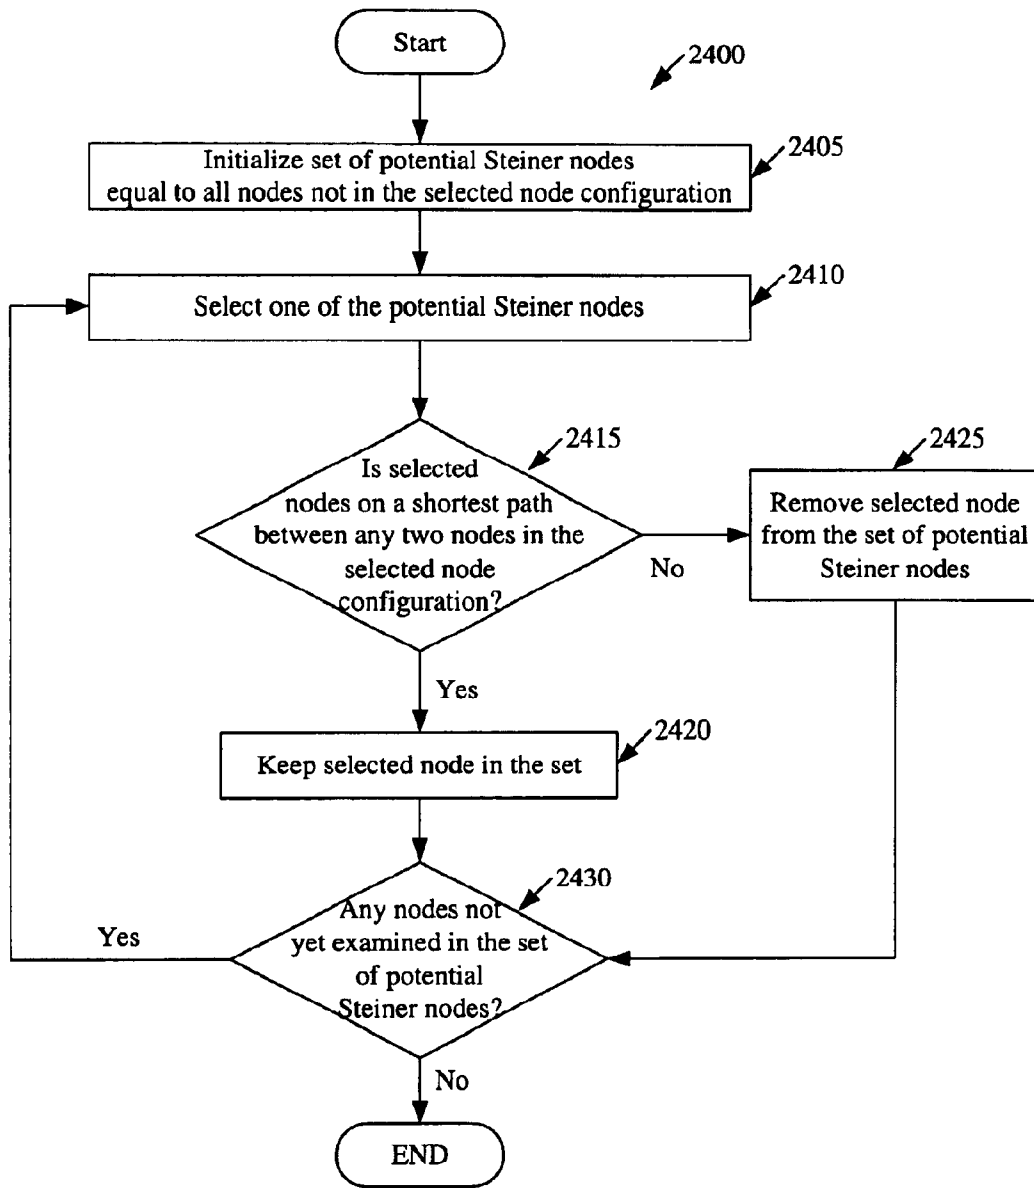 Start
2400
2405
Initialize set of potential Steiner nodes
equal to all nodes not in the selected node configuration
2410
Select one of the potential Steiner nodes
2415
Is selected
nodes on a shortest path
between any two nodes in the
selected node
configuration?
No
2425
Remove selected node
from the set of potential
Steiner nodes
Yes
2420
Keep selected node in the set
2430
Any nodes not
yet examined in the set
of potential
Steiner nodes?
Yes
No
END